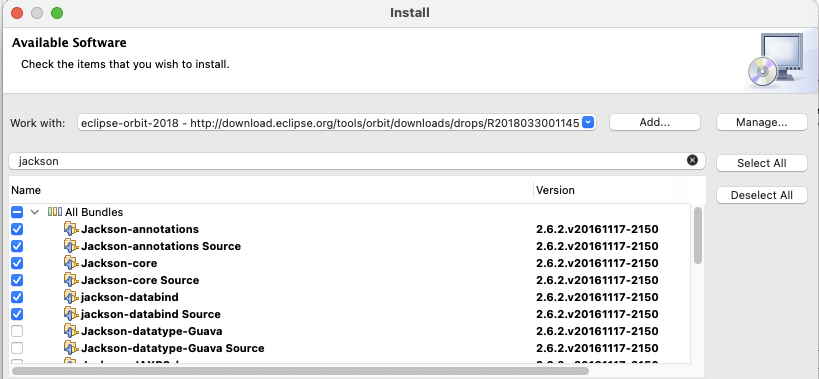 Install
Available Software
Check the items that you wish to install.
Work with: eclipse-orbit-2018 - http://download.eclipse.org/tools/orbit/downloads/drops/R2018033001145 Add... Manage...
jackson Select All
Name Version Deselect All
All Bundles
Jackson-annotations 2.6.2.v20161117-2150
Jackson-annotations Source 2.6.2.v20161117-2150
Jackson-core 2.6.2.v20161117-2150
Jackson-core Source 2.6.2.v20161117-2150
jackson-databind 2.6.2.v20161117-2150
jackson-databind Source 2.6.2.v20161117-2150
Jackson-datatype-Guava 2.6.2.v20161117-2150
Jackson-datatype-Guava Source 2.6.2.v20161117-2150